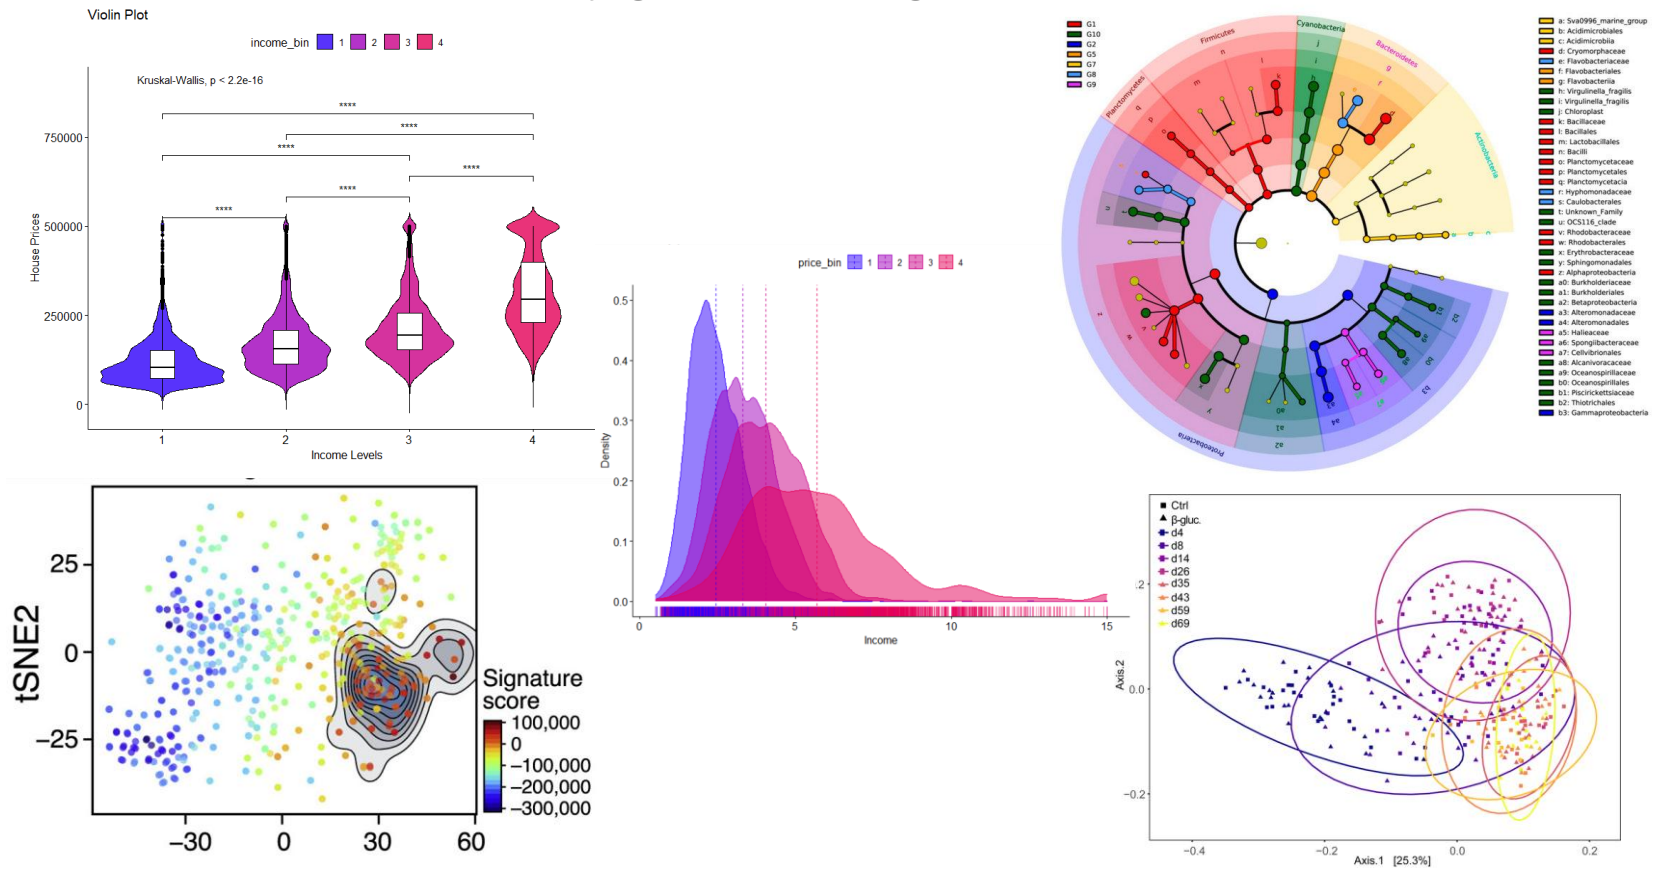 Violin Plot
income_bin 1 2 3 4
Kruskal-Wallis, p < 2.2e-16
****
****
****
****
****
****
750000
500000
250000
0
House Prices
1 2 3 4
Income Levels
price_bin 1 2 3 4
0.5
0.4
0.3
0.2
0.1
0.0
Density
0 5 10 15
Income
G1
G10
G2
G5
G7
G8
G9
Planctomycetes
Firmicutes
Cyanobacteria
Bacteroidetes
Actinobacteria
Proteobacteria
a: Sva0996_marine_group
b: Acidimicrobiales
c: Acidimicrobiia
d: Cryomorphaceae
e: Flavobacteriaceae
f: Flavobacteriales
g: Flavobacteriia
h: Virgulinella_fragilis
i: Virgulinella_fragilis
j: Chloroplast
k: Bacillaceae
l: Bacillales
m: Lactobacillales
n: Bacilli
o: Planctomycetaceae
p: Planctomycetales
q: Planctomycetacia
r: Hyphomonadaceae
s: Caulobacterales
t: Unknown_Family
u: OCS116_clade
v: Rhodobacteraceae
w: Rhodobacterales
x: Erythrobacteraceae
y: Sphingomonadales
z: Alphaproteobacteria
a0: Burkholderiaceae
a1: Burkholderiales
a2: Betaproteobacteria
a3: Alteromonadaceae
a4: Alteromonadales
a5: Halieaceae
a6: Spongiibacteraceae
a7: Cellvibrionales
a8: Alcanivoracaceae
a9: Oceanospirillaceae
b0: Oceanospirillales
b1: Piscirickettsiaceae
b2: Thiotrichales
b3: Gammaproteobacteria
25
0
−25
tSNE2
−30 0 30 60
Signature
score
100,000
0
−100,000
−200,000
−300,000
Ctrl
β-gluc.
d4
d8
d14
d26
d35
d43
d59
d69
.2
0.0
−0.2
Axis.2
−0.4 −0.2 0.0 0.2
Axis.1 [25.3%]